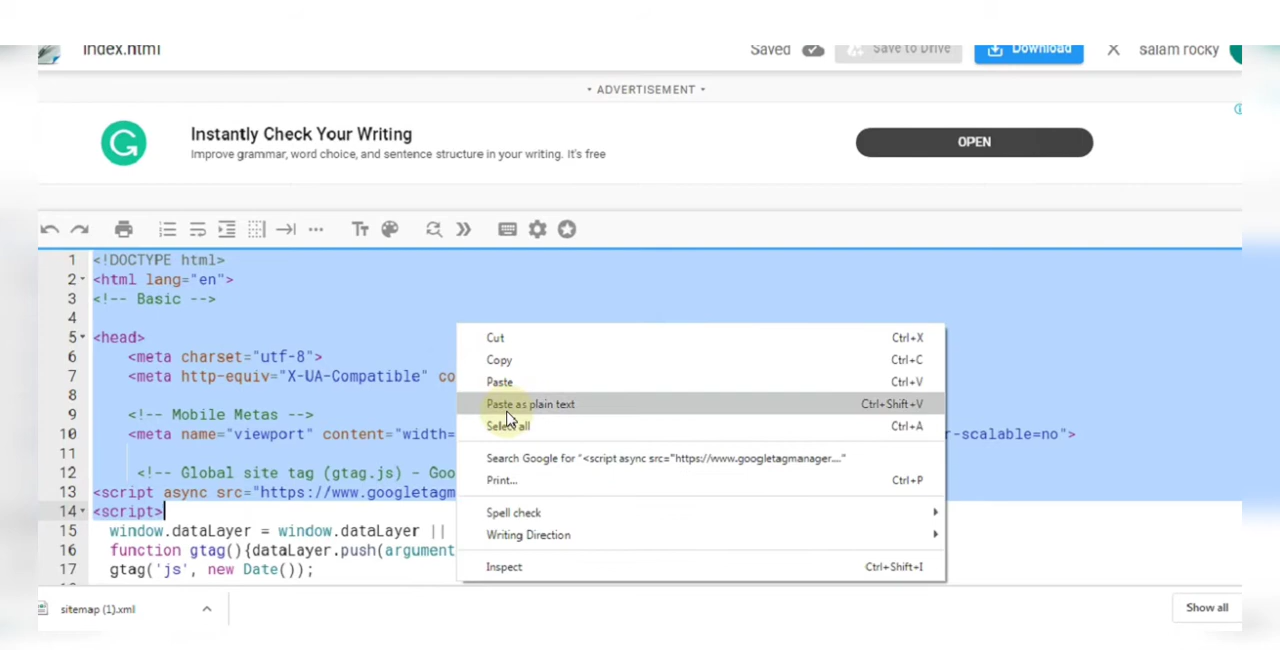 index.html
Saved
Save to Drive
Download
salam rocky
• ADVERTISEMENT •
Instantly Check Your Writing
Improve grammar, word choice, and sentence structure in your writing. It's free
OPEN
1 <!DOCTYPE html>
2 <html lang="en">
3 <!-- Basic -->
4
5 <head>
6 <meta charset="utf-8">
7 <meta http-equiv="X-UA-Compatible" co
8
9 <!-- Mobile Metas -->
10 <meta name="viewport" content="width= r-scalable=no">
11
12 <!-- Global site tag (gtag.js) - Goo
13 <script async src="https://www.googletagm
14 <script>
15 window.dataLayer = window.dataLayer ||
16 function gtag(){dataLayer.push(argument
17 gtag('js', new Date());
Cut Ctrl+X
Copy Ctrl+C
Paste Ctrl+V
Paste as plain text Ctrl+Shift+V
Select all Ctrl+A
Search Google for "<script async src="https://www.googletagmanager...."
Print... Ctrl+P
Spell check
Writing Direction
Inspect Ctrl+Shift+I
sitemap (1).xml
Show all